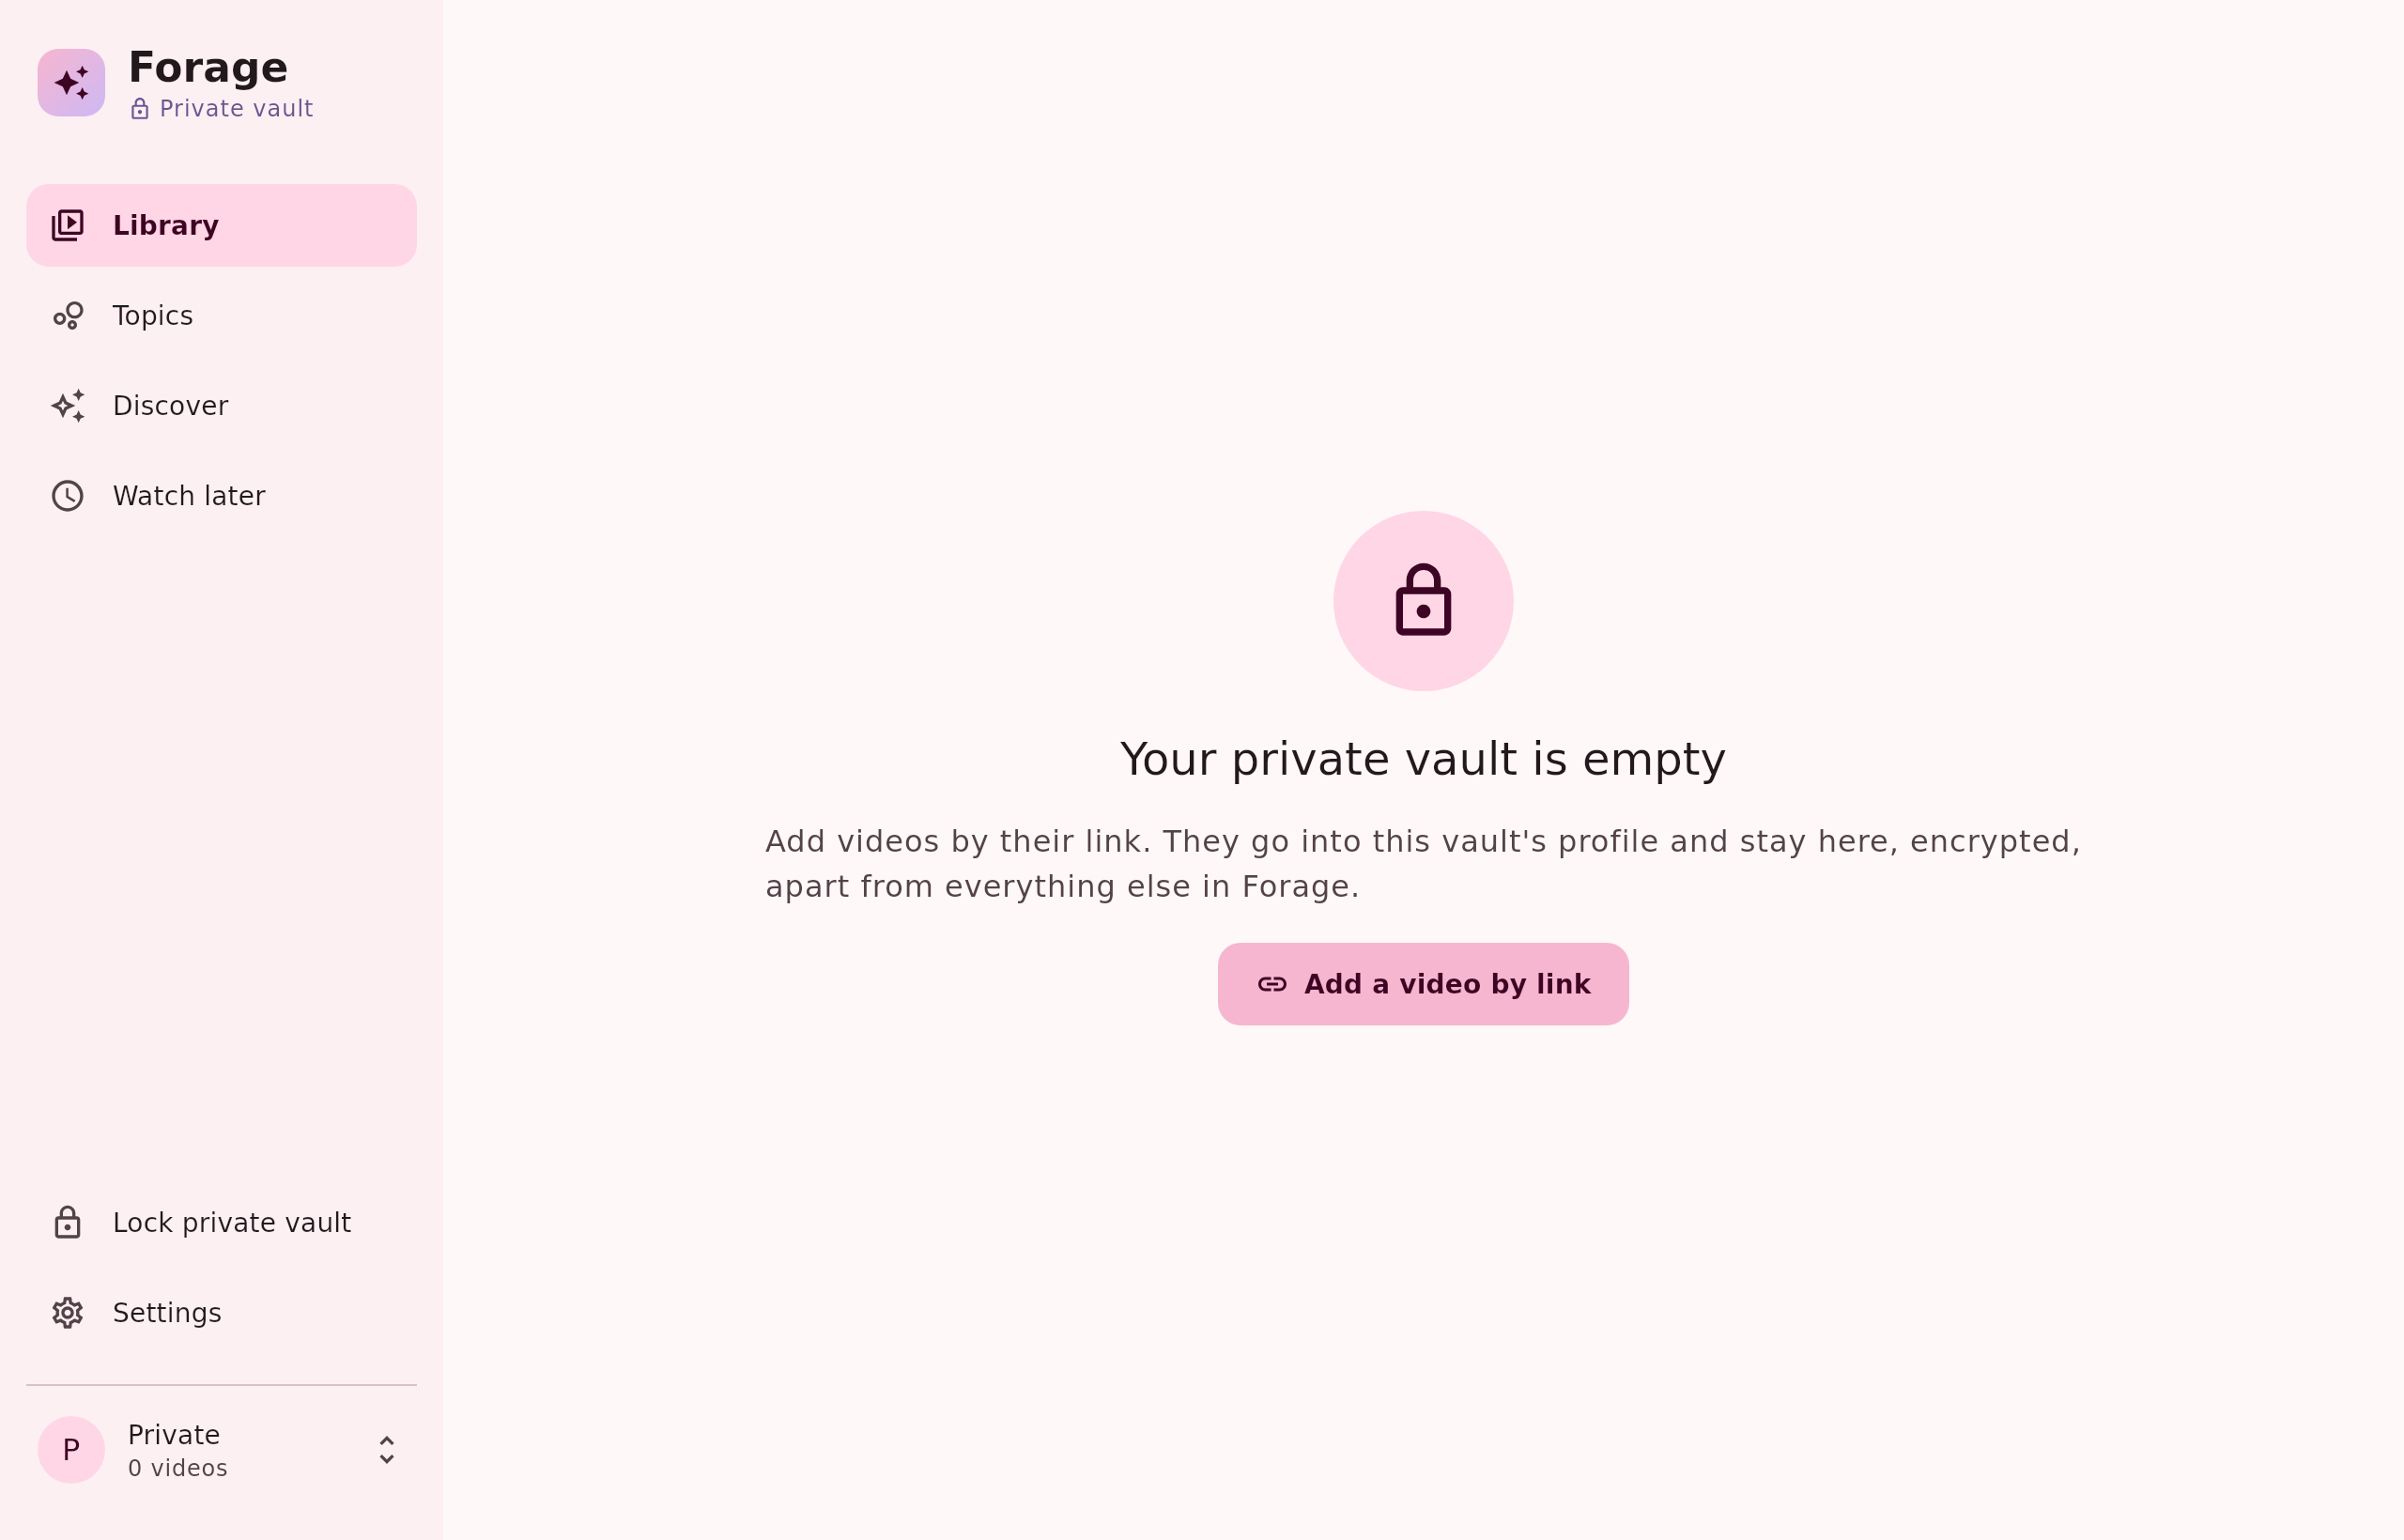 Forage
Private vault
Library
Topics
Discover
Watch later
Your private vault is empty
Add videos by their link. They go into this vault's profile and stay here, encrypted,
apart from everything else in Forage.
Add a video by link
Lock private vault
Settings
P
Private
0 videos